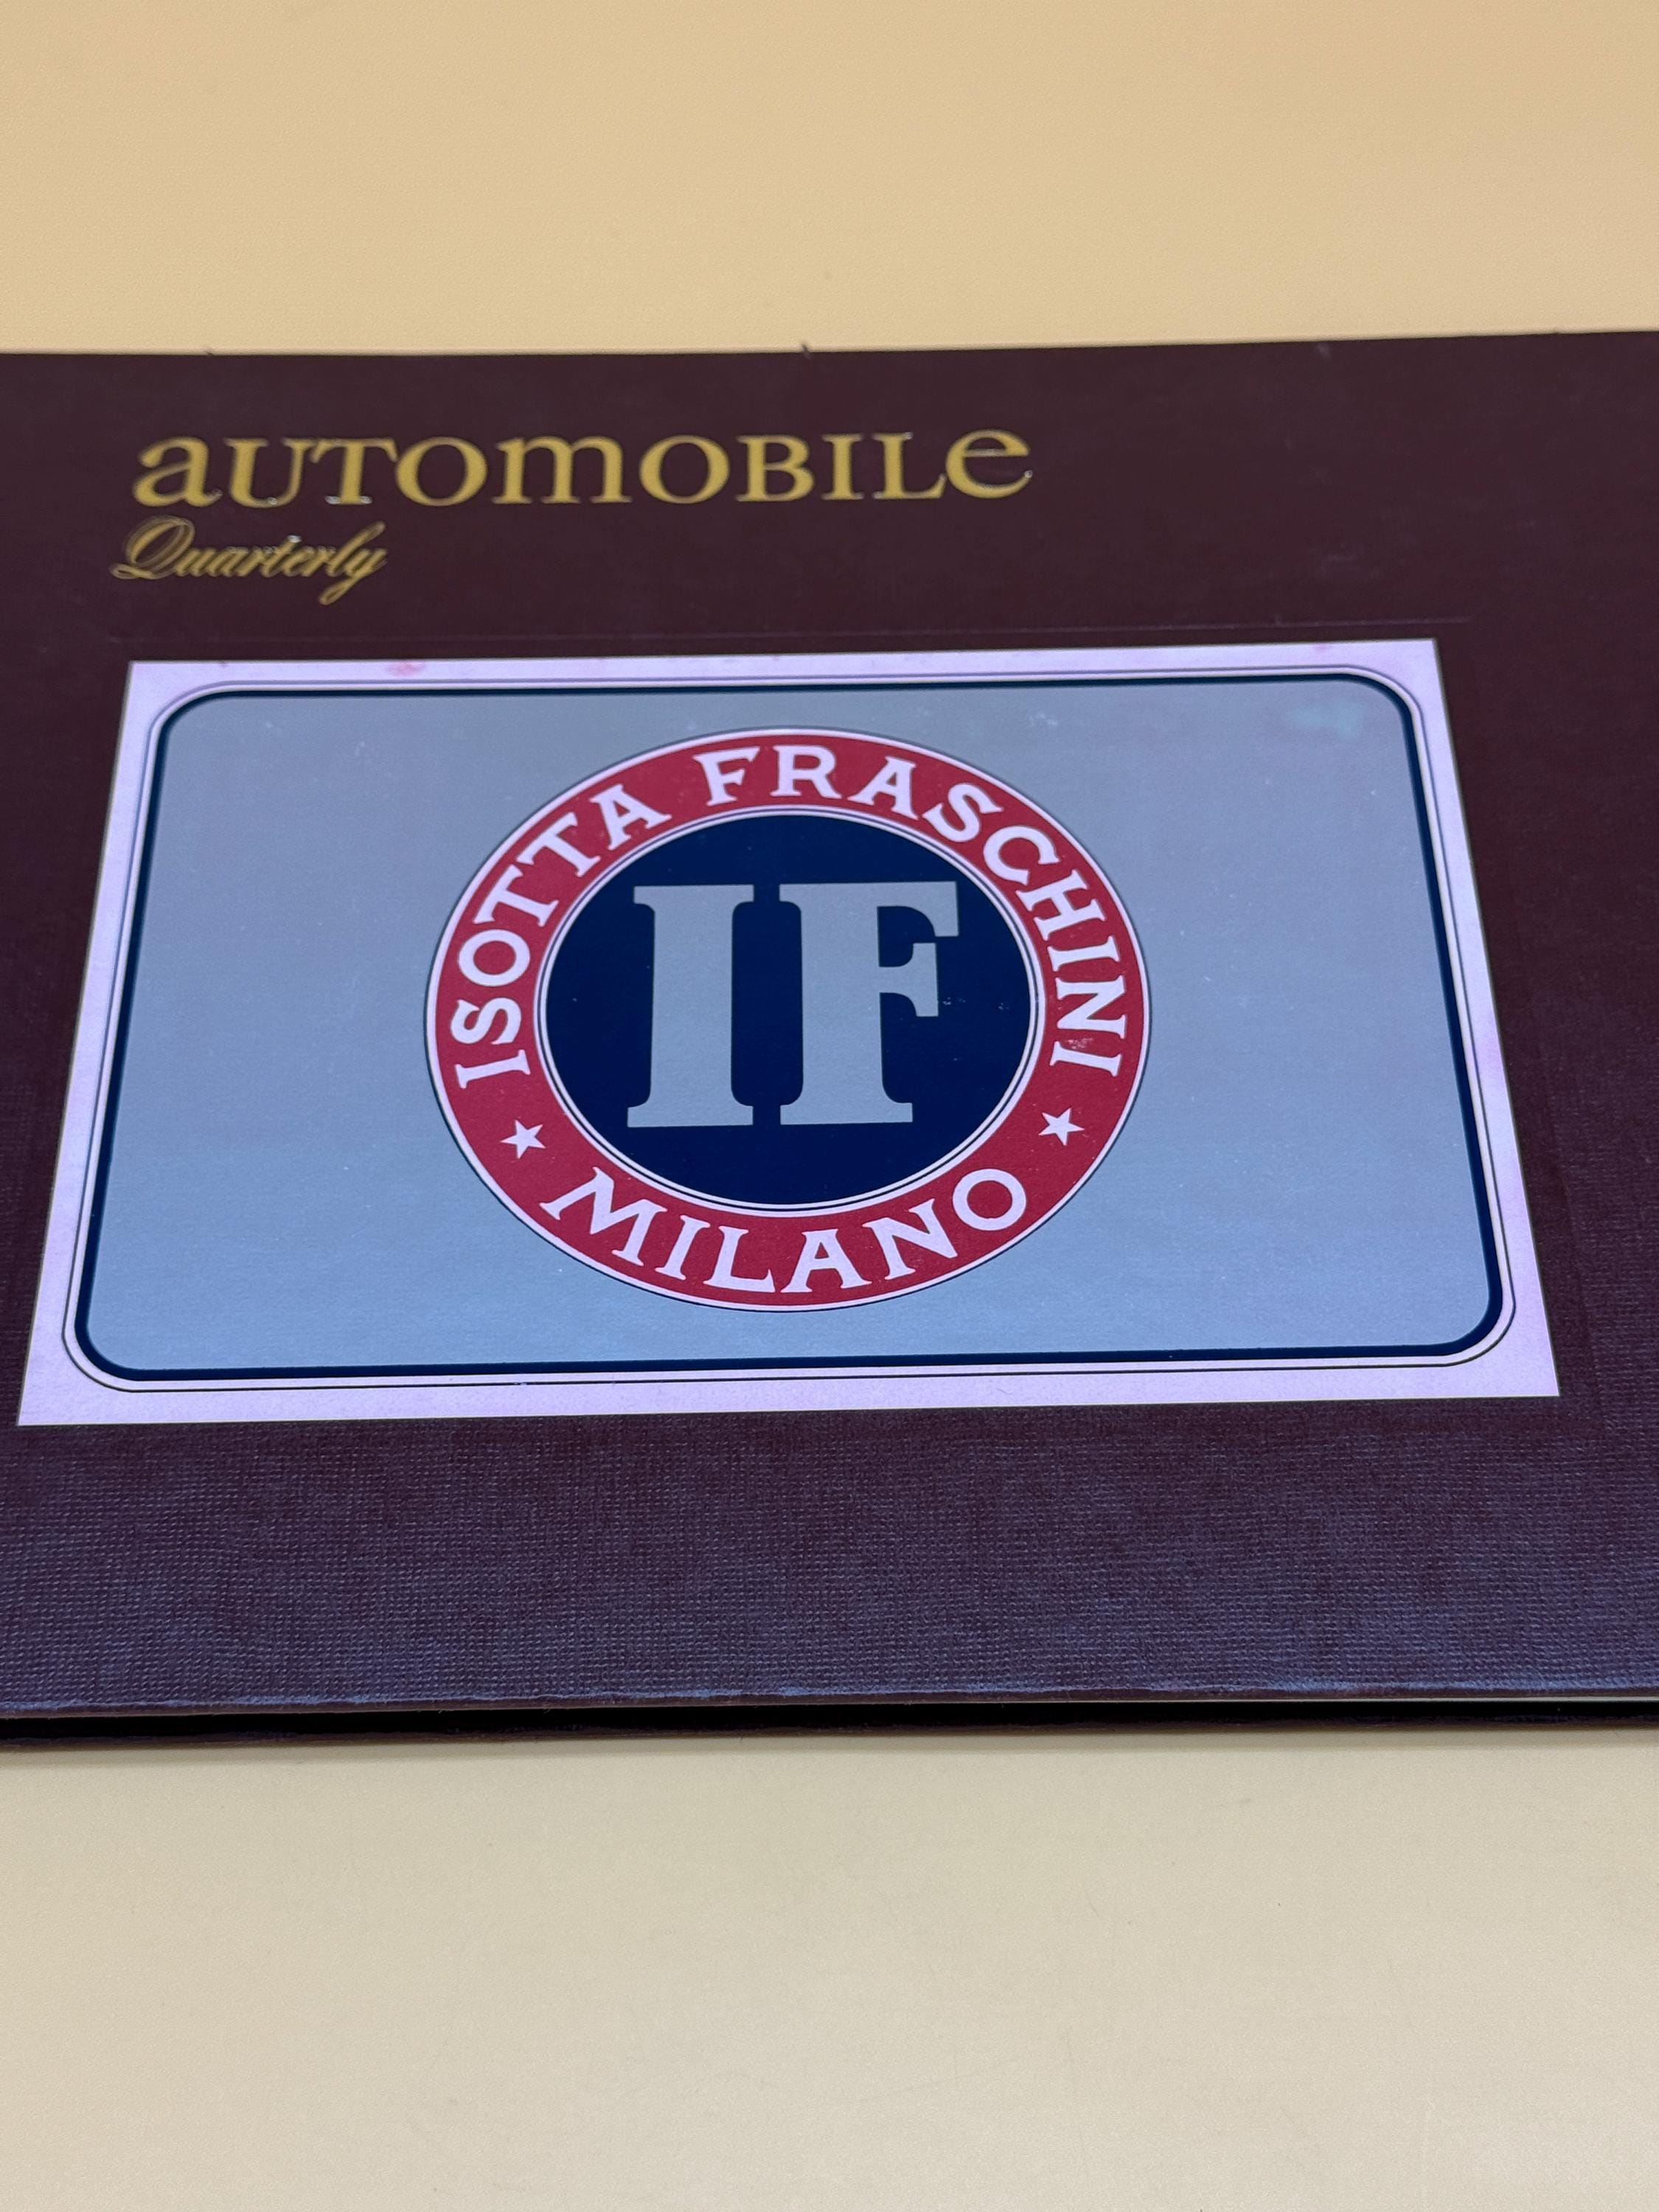 aUTOmOBILe
Quarterly
ISOTTA FRASCHINI
IF
★ MILANO ★